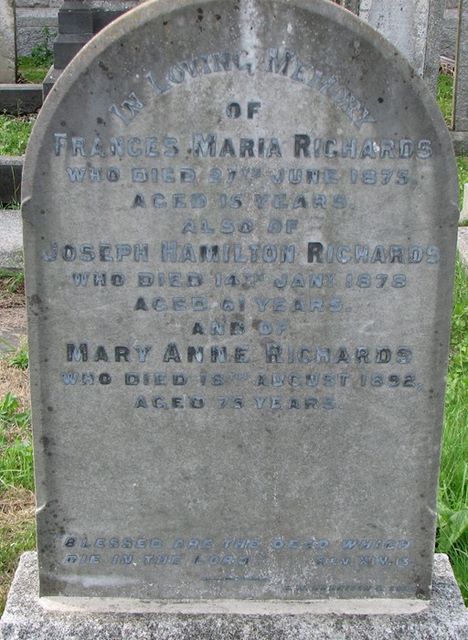 IN LOVING MEMORY
OF
FRANCES MARIA RICHARDS
WHO DIED 27TH JUNE 1875,
AGED 15 YEARS.
ALSO OF
JOSEPH HAMILTON RICHARDS
WHO DIED 14TH JANY 1878
AGED 61 YEARS.
AND OF
MARY ANNE RICHARDS
WHO DIED 18TH AUGUST 1892,
AGED 75 YEARS.
BLESSED ARE THE DEAD WHICH
DIE IN THE LORD REV. XIV. 13